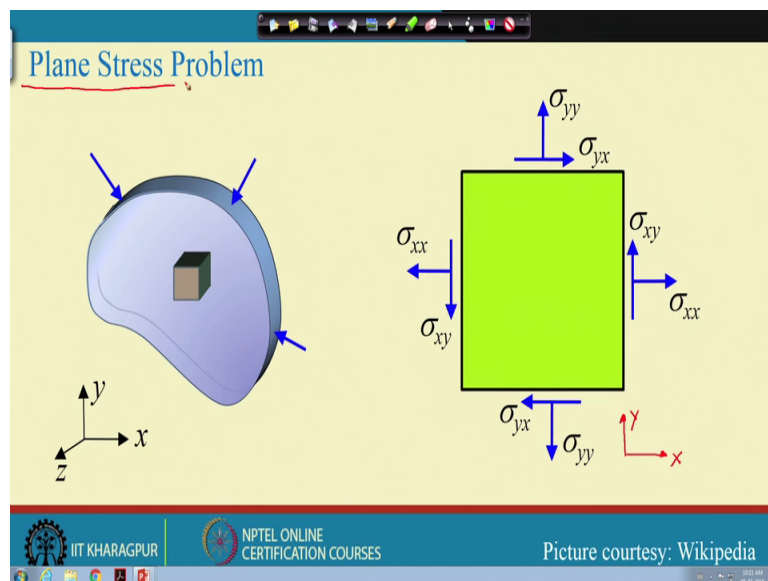 Plane Stress Problem
σyy
σyx
σxx
σxy
σxy
σxx
σyx
σyy
y
x
z
Y
X
IIT KHARAGPUR
NPTEL ONLINE
CERTIFICATION COURSES
Picture courtesy: Wikipedia